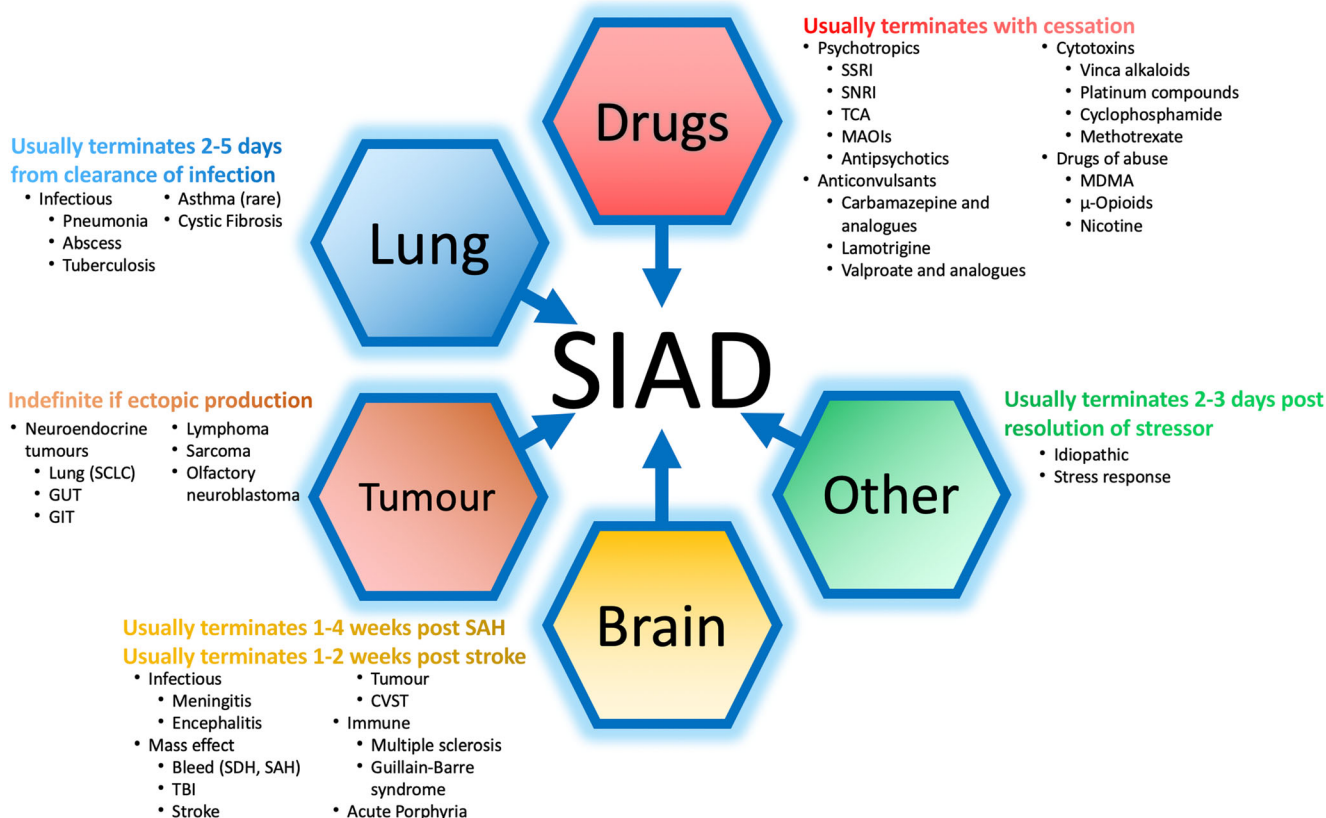 Usually terminates with cessation
• Psychotropics
• SSRI
• SNRI
• TCA
• MAOIs
• Antipsychotics
• Anticonvulsants
• Carbamazepine and
analogues
• Lamotrigine
• Valproate and analogues
• Cytotoxins
• Vinca alkaloids
• Platinum compounds
• Cyclophosphamide
• Methotrexate
• Drugs of abuse
• MDMA
• µ-Opioids
• Nicotine
Drugs
Usually terminates 2-5 days
from clearance of infection
• Infectious
• Pneumonia
• Abscess
• Tuberculosis
• Asthma (rare)
• Cystic Fibrosis
Lung
SIAD
Indefinite if ectopic production
• Neuroendocrine
tumours
• Lung (SCLC)
• GUT
• GIT
• Lymphoma
• Sarcoma
• Olfactory
neuroblastoma
Tumour
Usually terminates 2-3 days post
resolution of stressor
• Idiopathic
• Stress response
Other
Brain
Usually terminates 1-4 weeks post SAH
Usually terminates 1-2 weeks post stroke
• Infectious
• Meningitis
• Encephalitis
• Mass effect
• Bleed (SDH, SAH)
• TBI
• Stroke
• Tumour
• CVST
• Immune
• Multiple sclerosis
• Guillain-Barre
syndrome
• Acute Porphyria